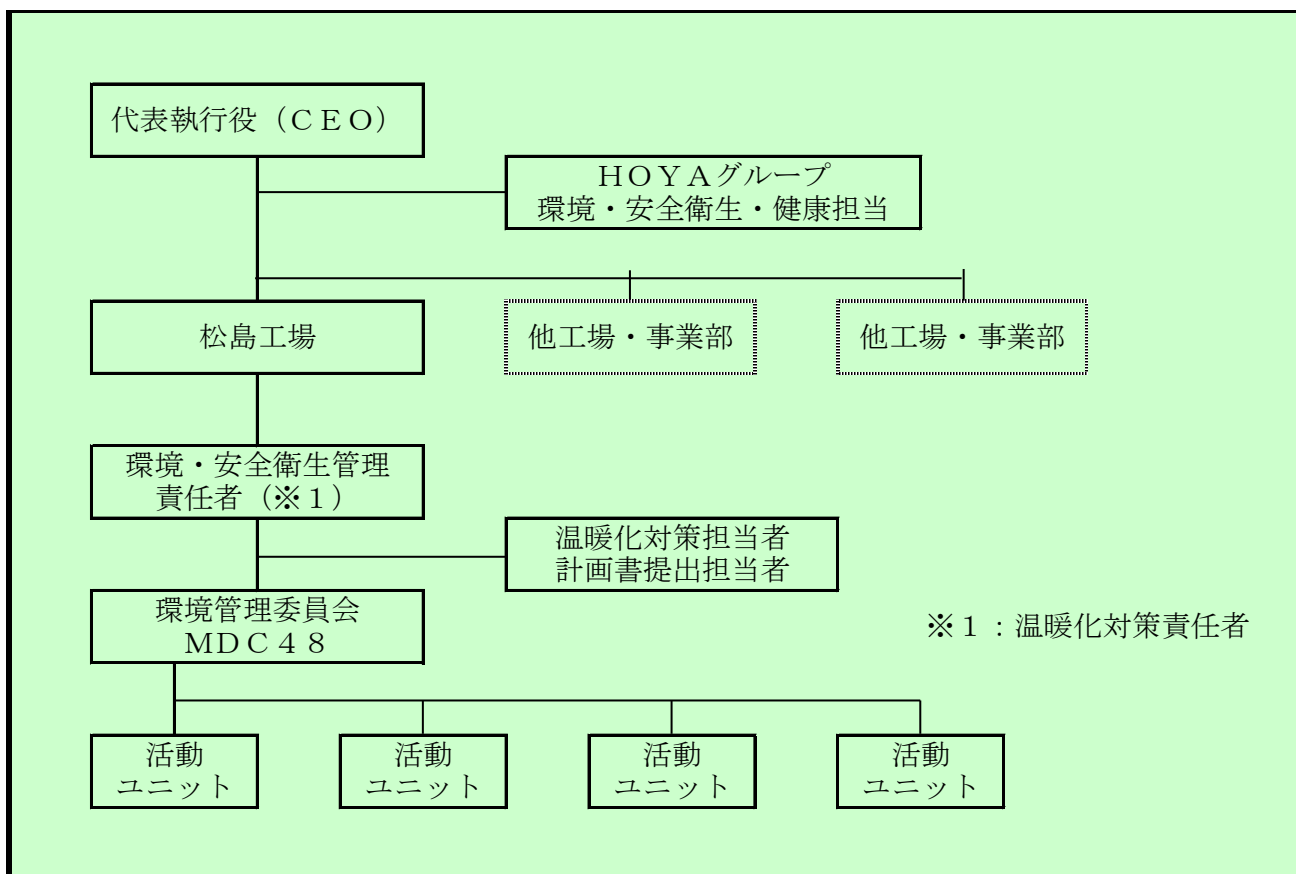 代表執行役（ＣＥＯ）
ＨＯＹＡグループ
環境・安全衛生・健康担当
松島工場
他工場・事業部
他工場・事業部
環境・安全衛生管理
責任者（※１）
温暖化対策担当者
計画書提出担当者
環境管理委員会
ＭＤＣ４８
※１：温暖化対策責任者
活動
ユニット
活動
ユニット
活動
ユニット
活動
ユニット